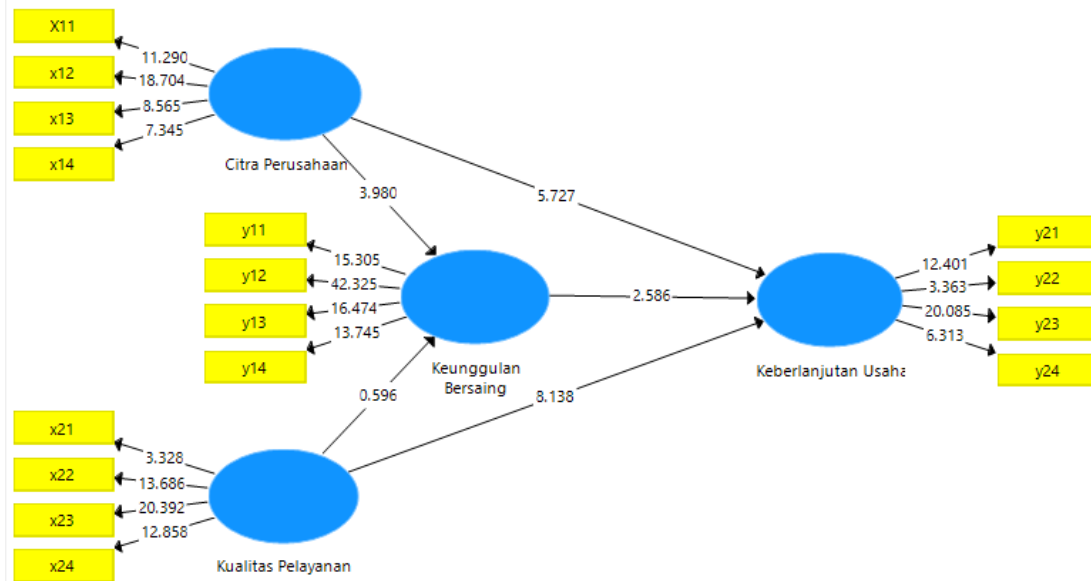 X11
11.290
x12
18.704
x13
8.565
x14
7.345
Citra Perusahaan
3.980
5.727
y11
15.305
y12
42.325
y13
16.474
y14
13.745
Keunggulan
Bersaing
2.586
y21
12.401
y22
3.363
y23
20.085
y24
6.313
Keberlanjutan Usaha
0.596
8.138
x21
3.328
x22
13.686
x23
20.392
x24
12.858
Kualitas Pelayanan